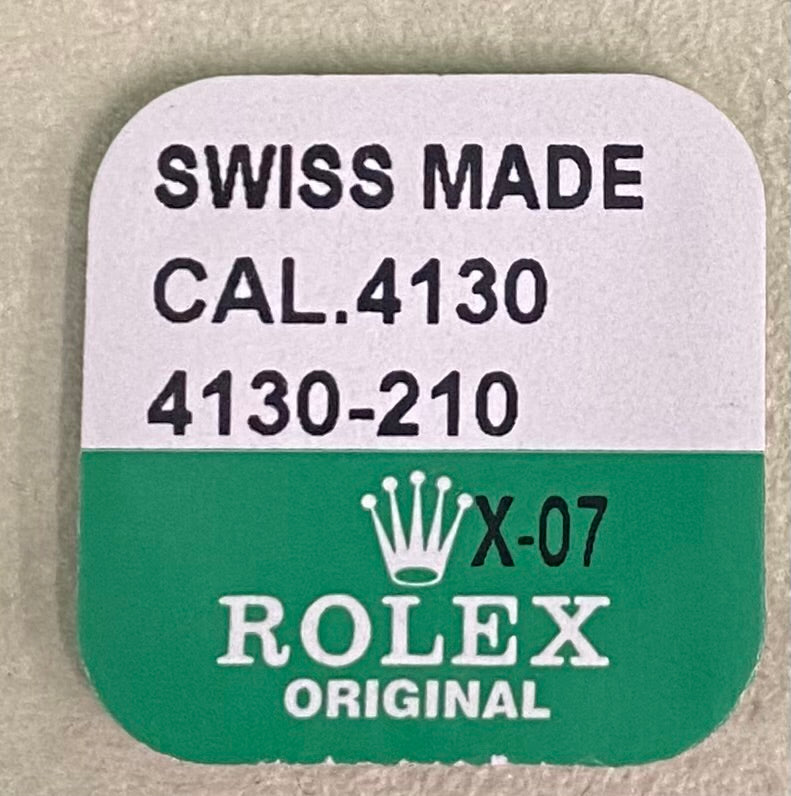 SWISS MADE
CAL.4130
4130-210
X-07
ROLEX
ORIGINAL